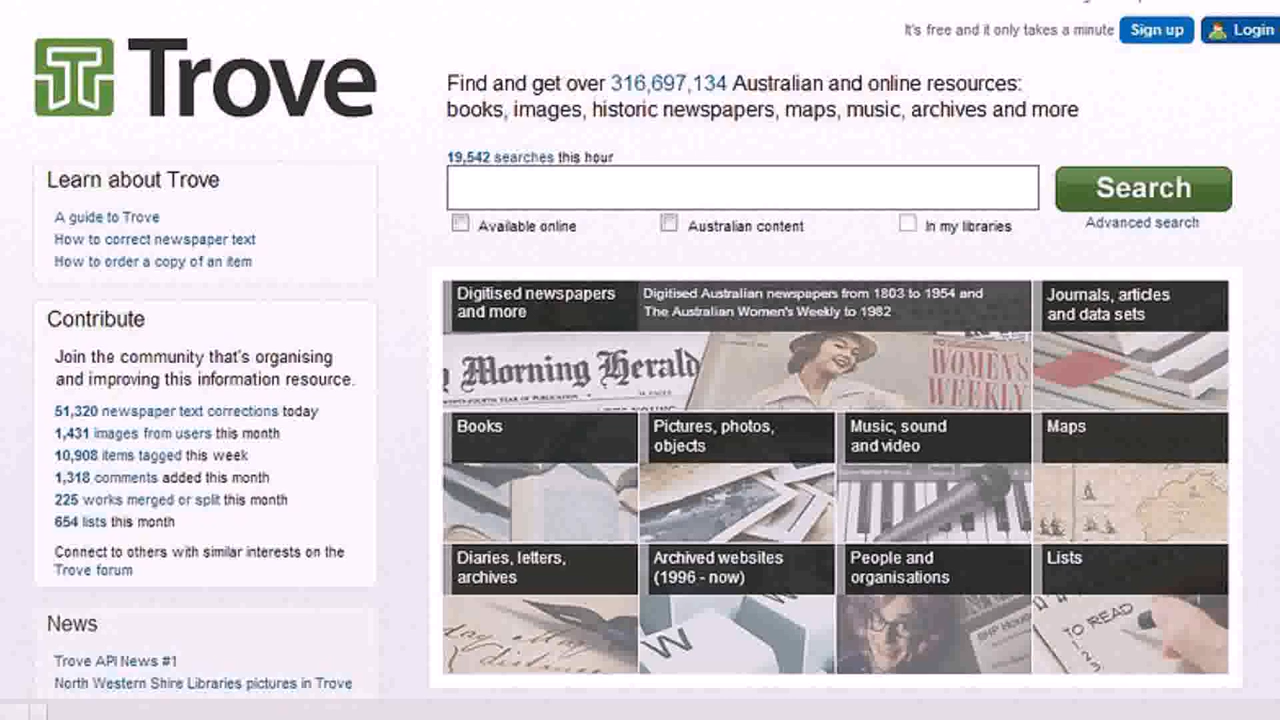 It's free and it only takes a minute Sign up Login
Trove
Find and get over 316,697,134 Australian and online resources:
books, images, historic newspapers, maps, music, archives and more
19,542 searches this hour
Search
Available online
Australian content
In my libraries
Advanced search
Learn about Trove
A guide to Trove
How to correct newspaper text
How to order a copy of an item
Contribute
Join the community that's organising
and improving this information resource.
51,320 newspaper text corrections today
1,431 images from users this month
10,908 items tagged this week
1,318 comments added this month
225 works merged or split this month
654 lists this month
Connect to others with similar interests on the
Trove forum
News
Trove API News #1
North Western Shire Libraries pictures in Trove
Digitised newspapers
and more
Digitised Australian newspapers from 1803 to 1954 and
The Australian Women's Weekly to 1982
Morning Herald
WOMEN'S
WEEKLY
Journals, articles
and data sets
Books
Pictures, photos,
objects
Music, sound
and video
Maps
Diaries, letters,
archives
Archived websites
(1996 - now)
W
People and
organisations
Lists
TO READ
1
2
3